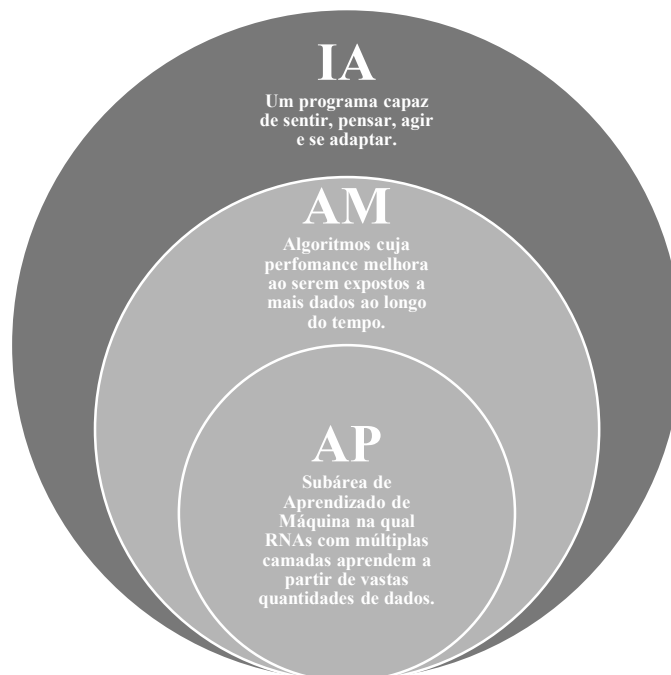 IA
Um programa capaz
de sentir, pensar, agir
e se adaptar.
AM
Algoritmos cuja
perfomance melhora
ao serem expostos a
mais dados ao longo
do tempo.
AP
Subárea de
Aprendizado de
Máquina na qual
RNAs com múltiplas
camadas aprendem a
partir de vastas
quantidades de dados.